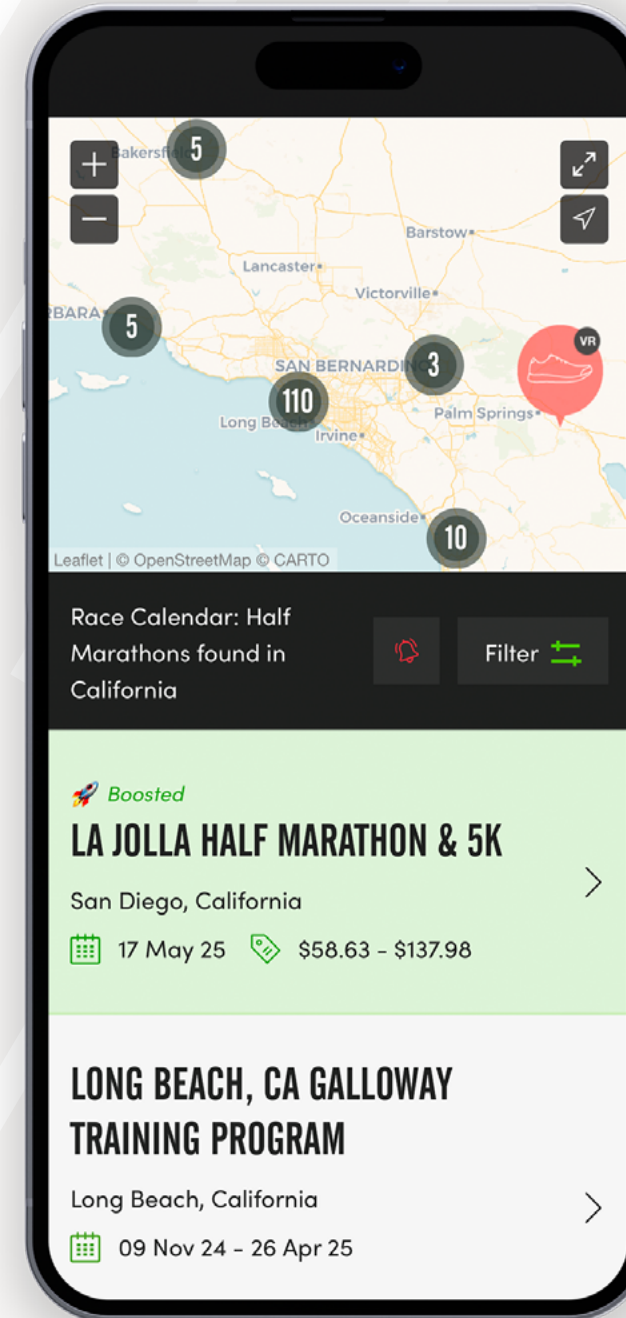 5
Bakersfi
Barstow
Lancaster
Victorville
BARA
5
VR
SAN BERNARDIN
3
110
Palm Springs
Long Be
Irvine
Oceanside
10
Leaflet | © OpenStreetMap © CARTO
Race Calendar: Half
Marathons found in
California
Filter
Boosted
LA JOLLA HALF MARATHON & 5K
San Diego, California
17 May 25 $58.63 - $137.98
LONG BEACH, CA GALLOWAY
TRAINING PROGRAM
Long Beach, California
09 Nov 24 - 26 Apr 25